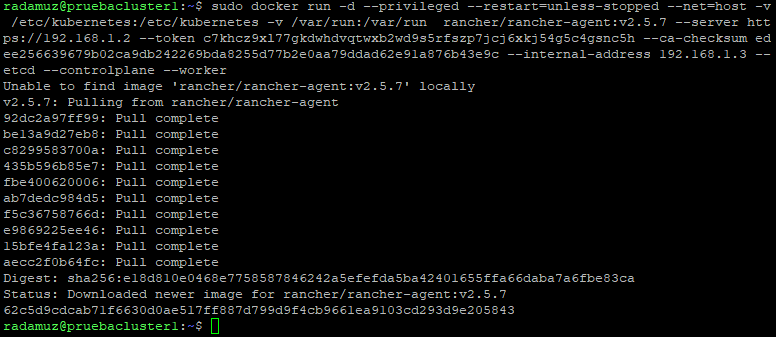 radamuz@pruebacluster1:~$ sudo docker run -d --privileged --restart=unless-stopped --net=host -v
 /etc/kubernetes:/etc/kubernetes -v /var/run:/var/run  rancher/rancher-agent:v2.5.7 --server htt
ps://192.168.1.2 --token c7khcz9xl77gkdwhdvqtwxb2wd9s5rfszp7jcj6xkj54g5c4gsnc5h --ca-checksum ed
ee256639679b02ca9db242269bda8255d77b2e0aa79ddad62e91a876b43e9c --internal-address 192.168.1.3 --
etcd --controlplane --worker
Unable to find image 'rancher/rancher-agent:v2.5.7' locally
v2.5.7: Pulling from rancher/rancher-agent
92dc2a97ff99: Pull complete
be13a9d27eb8: Pull complete
c8299583700a: Pull complete
435b596b85e7: Pull complete
fbe400620006: Pull complete
ab7dedc984d5: Pull complete
f5c36758766d: Pull complete
e9869225ee46: Pull complete
15bfe4fa123a: Pull complete
aecc2f0b64fc: Pull complete
Digest: sha256:e18d810e0468e7758587846242a5efefda5ba42401655ffa66daba7a6fbe83ca
Status: Downloaded newer image for rancher/rancher-agent:v2.5.7
62c5d9cdcab71f6630d0ae517ff887d799d9f4cb9661ea9103cd293d9e205843
radamuz@pruebacluster1:~$